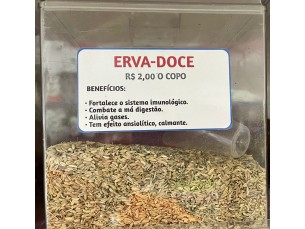 ERVA-DOCE
R$ 2,00 O COPO
BENEFÍCIOS:
- Fortalece o sistema imunológico.
- Combate a má digestão.
- Alivia gases.
- Tem efeito ansiolítico, calmante.